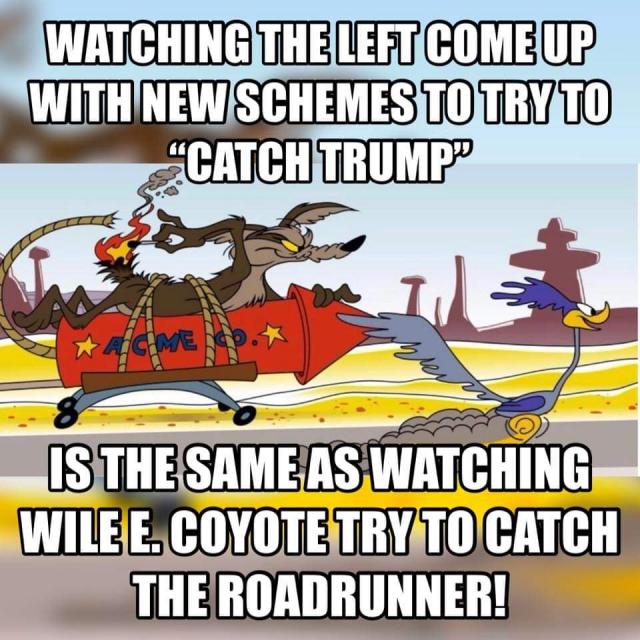 WATCHING THE LEFT COME UP
WITH NEW SCHEMES TO TRY TO
“CATCH TRUMP”
ACME CO.
IS THE SAME AS WATCHING
WILE E. COYOTE TRY TO CATCH
THE ROADRUNNER!